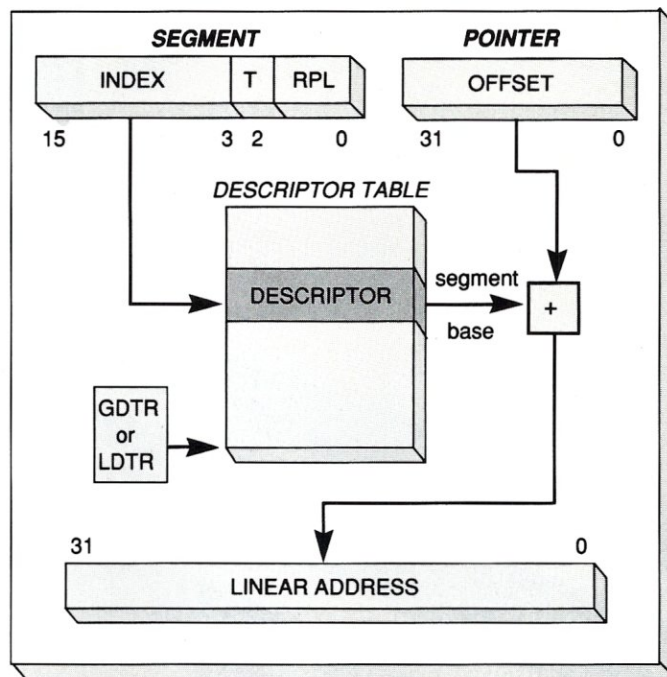 SEGMENT POINTER
INDEX T RPL OFFSET
15 3 2 0 31 0
DESCRIPTOR TABLE
DESCRIPTOR
segment
base
+
GDTR
or
LDTR
31 0
LINEAR ADDRESS